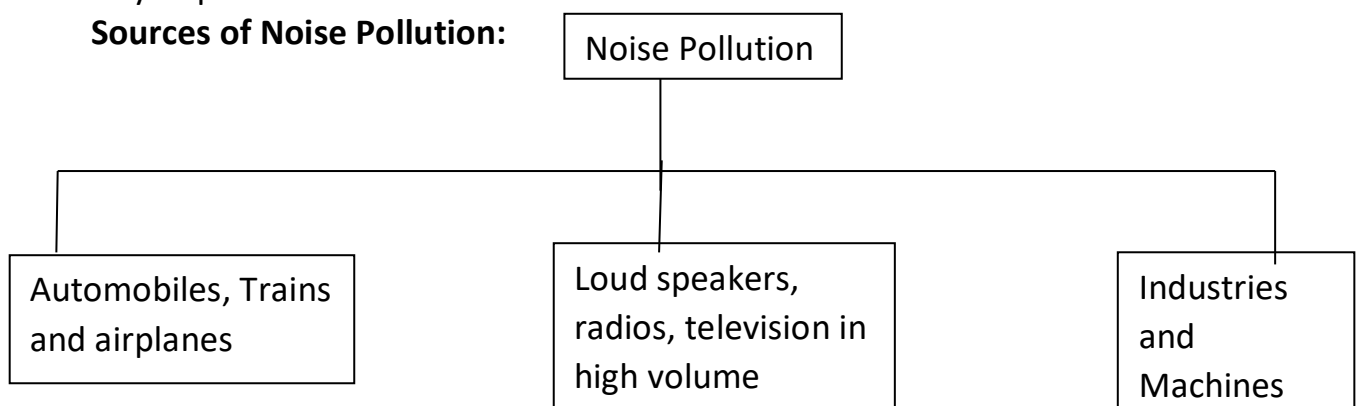 Sources of Noise Pollution:
Noise Pollution
Automobiles, Trains
and airplanes
Loud speakers,
radios, television in
high volume
Industries
and
Machines